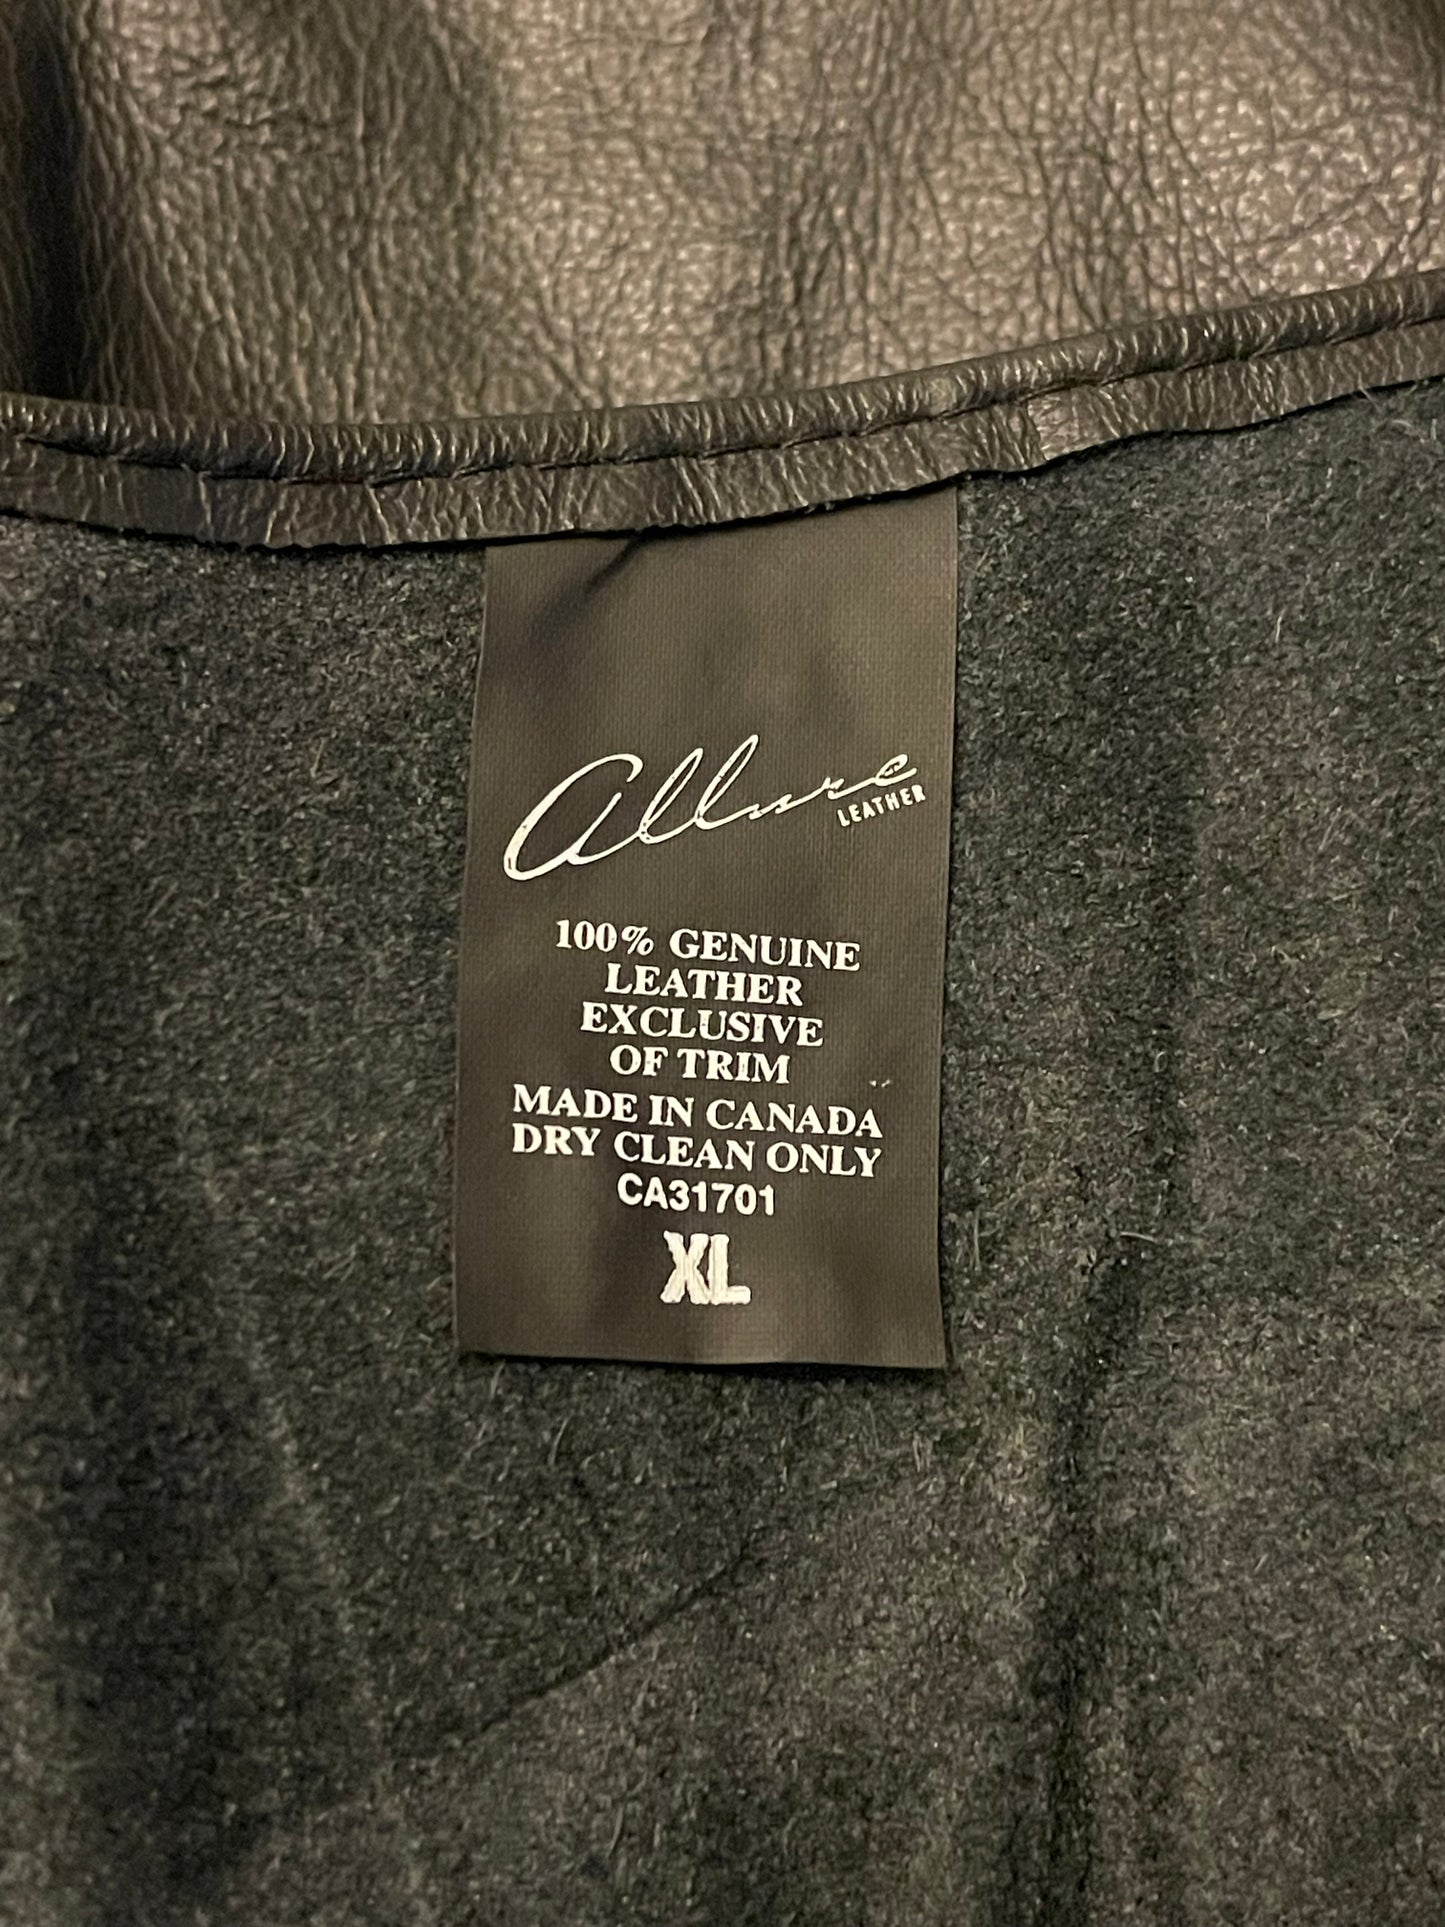 Allure
LEATHER
100% GENUINE
LEATHER
EXCLUSIVE
OF TRIM
MADE IN CANADA
DRY CLEAN ONLY
CA31701
XL